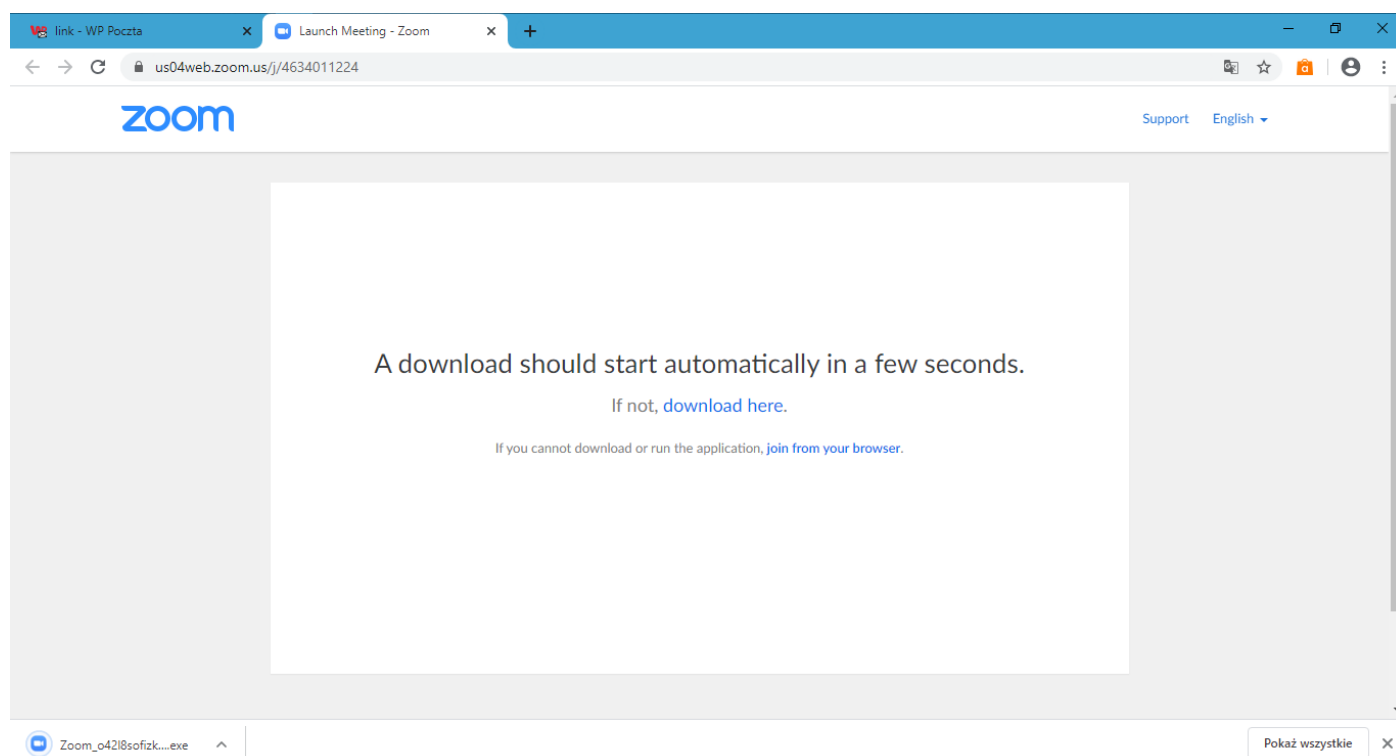 link - WP Poczta
Launch Meeting - Zoom
us04web.zoom.us/j/4634011224
zoom
Support English
A download should start automatically in a few seconds.
If not, download here.
If you cannot download or run the application, join from your browser.
Zoom_o42l8sofizk....exe
Pokaż wszystkie